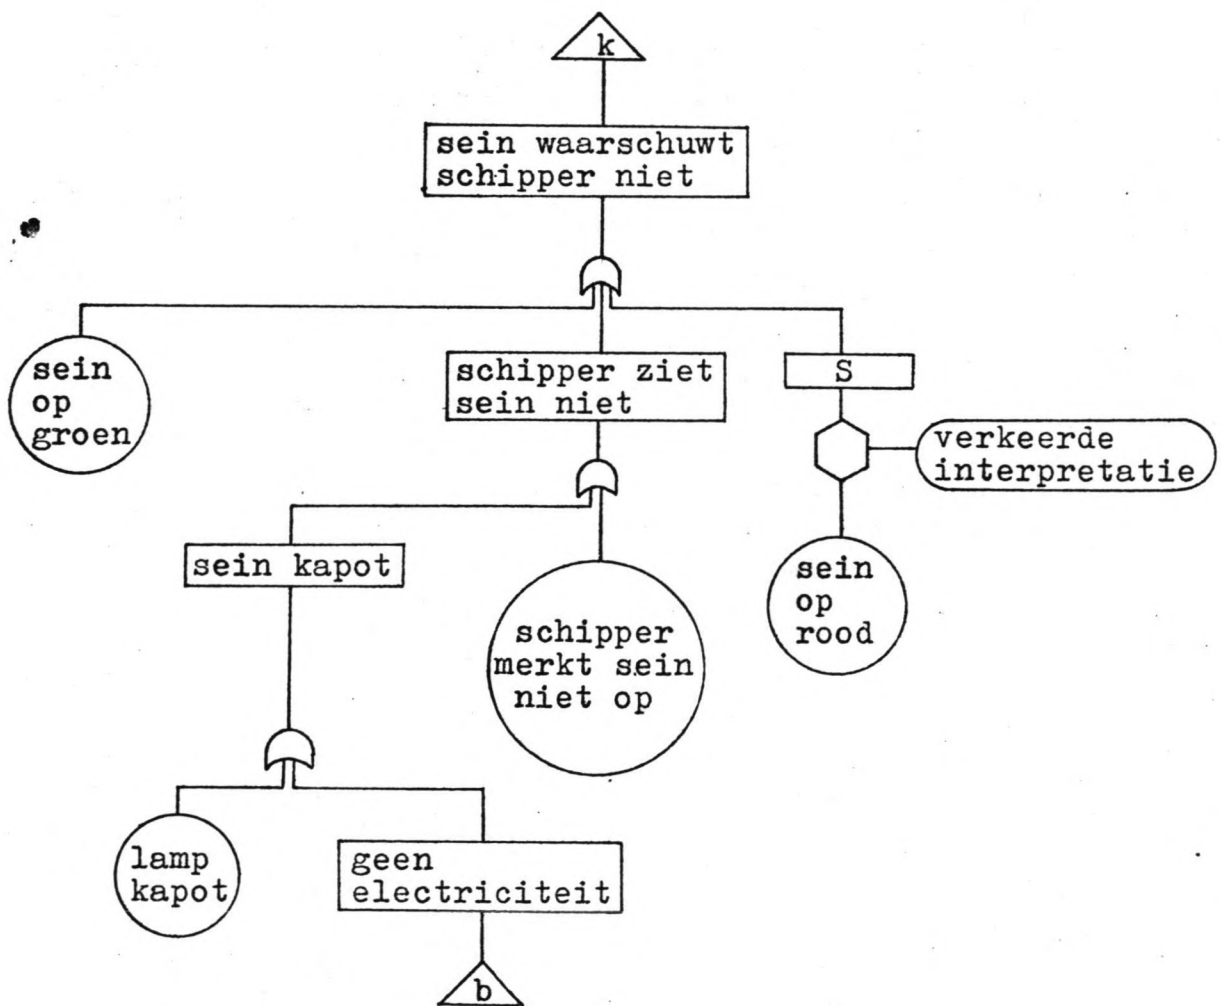 k
sein waarschuwt
schipper niet
sein
op
groen
schipper ziet
sein niet
S
verkeerde
interpretatie
sein kapot
schipper
merkt sein
niet op
sein
op
rood
lamp
kapot
geen
electriciteit
b